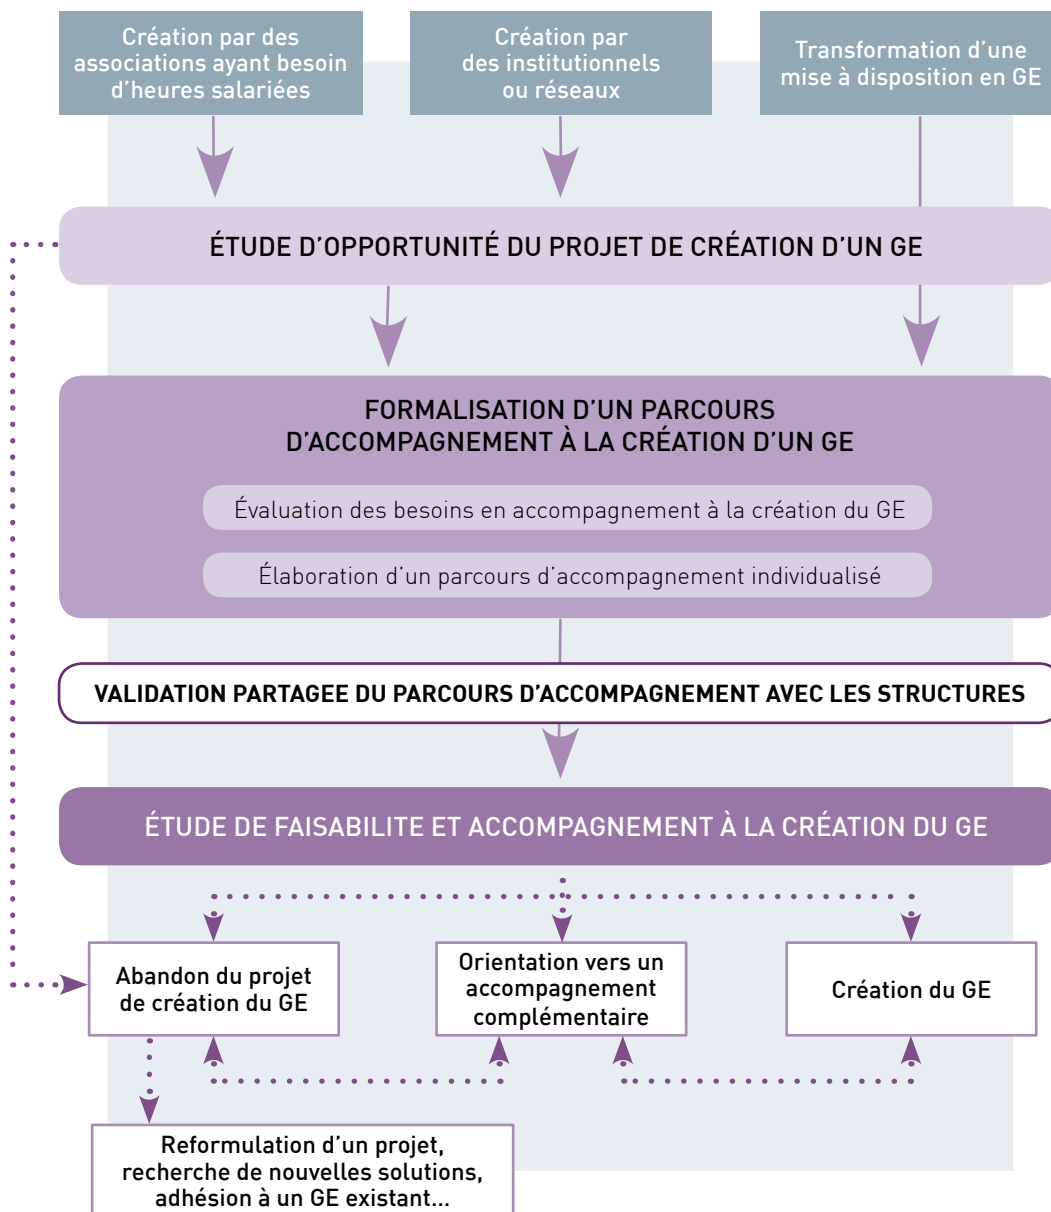 Création par des
associations ayant besoin
d’heures salariées
Création par
des institutionnels
ou réseaux
Transformation d’une
mise à disposition en GE
ÉTUDE D’OPPORTUNITÉ DU PROJET DE CRÉATION D’UN GE
FORMALISATION D’UN PARCOURS
D’ACCOMPAGNEMENT À LA CRÉATION D’UN GE
Évaluation des besoins en accompagnement à la création du GE
Élaboration d’un parcours d’accompagnement individualisé
VALIDATION PARTAGEE DU PARCOURS D’ACCOMPAGNEMENT AVEC LES STRUCTURES
ÉTUDE DE FAISABILITE ET ACCOMPAGNEMENT À LA CRÉATION DU GE
Abandon du projet
de création du GE
Orientation vers un
accompagnement
complémentaire
Création du GE
Reformulation d’un projet,
recherche de nouvelles solutions,
adhésion à un GE existant...